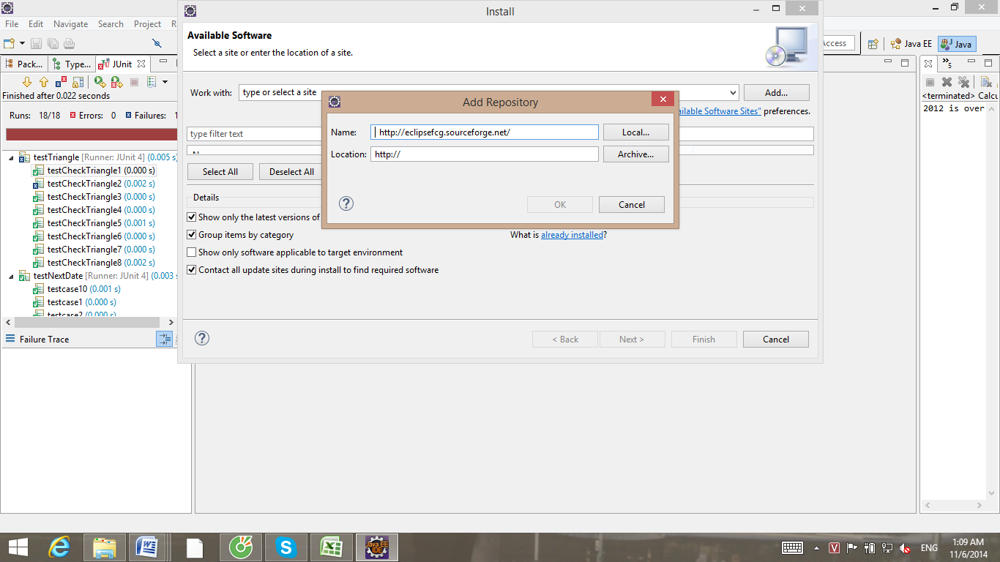 Install
File Edit Navigate Search Project R
Available Software
Select a site or enter the location of a site.
Access
Java EE
Java
Pack...
Type...
JUnit
5
Work with:
type or select a site
Add...
Finished after 0.022 seconds
Add Repository
<terminated> Calcu
ailable Software Sites" preferences.
2012 is over
Runs: 18/18
Errors: 0
Failures: 1
Name:
http://eclipsefcg.sourceforge.net/
Local...
type filter text
Location:
http://
Archive...
testTriangle [Runner: JUnit 4] (0.005 s)
testCheckTriangle1 (0.000 s)
Select All
Deselect All
testCheckTriangle2 (0.002 s)
testCheckTriangle3 (0.000 s)
Details
OK
Cancel
testCheckTriangle4 (0.000 s)
Show only the latest versions of
testCheckTriangle5 (0.001 s)
testCheckTriangle6 (0.000 s)
Group items by category
What is already installed?
testCheckTriangle7 (0.000 s)
Show only software applicable to target environment
testCheckTriangle8 (0.002 s)
Contact all update sites during install to find required software
testNextDate [Runner: JUnit 4] (0.003
testcase10 (0.001 s)
testcase1 (0.000 s)
testcase2 (0.000 s)
Failure Trace
< Back
Next >
Finish
Cancel
Java EE
IDE
ENG
1:09 AM
11/6/2014